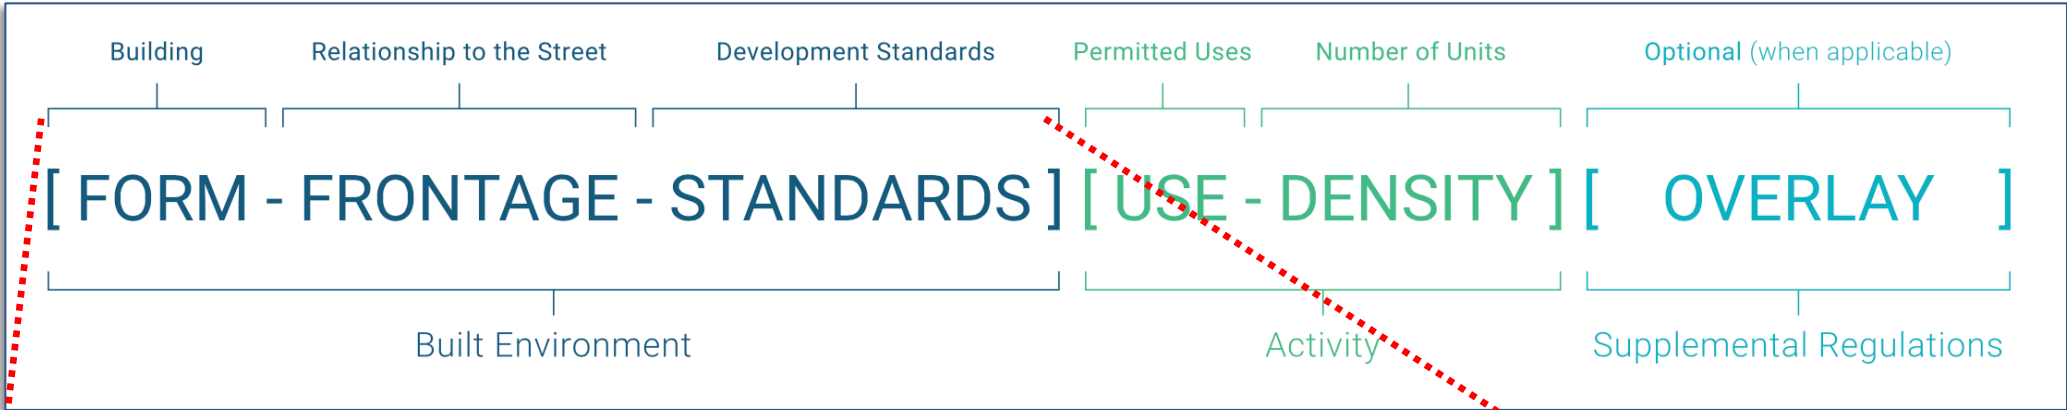 Building Relationship to the Street Development Standards Permitted Uses Number of Units Optional (when applicable)
[ FORM - FRONTAGE - STANDARDS ] [ USE - DENSITY ] [ OVERLAY ]
Built Environment Activity Supplemental Regulations